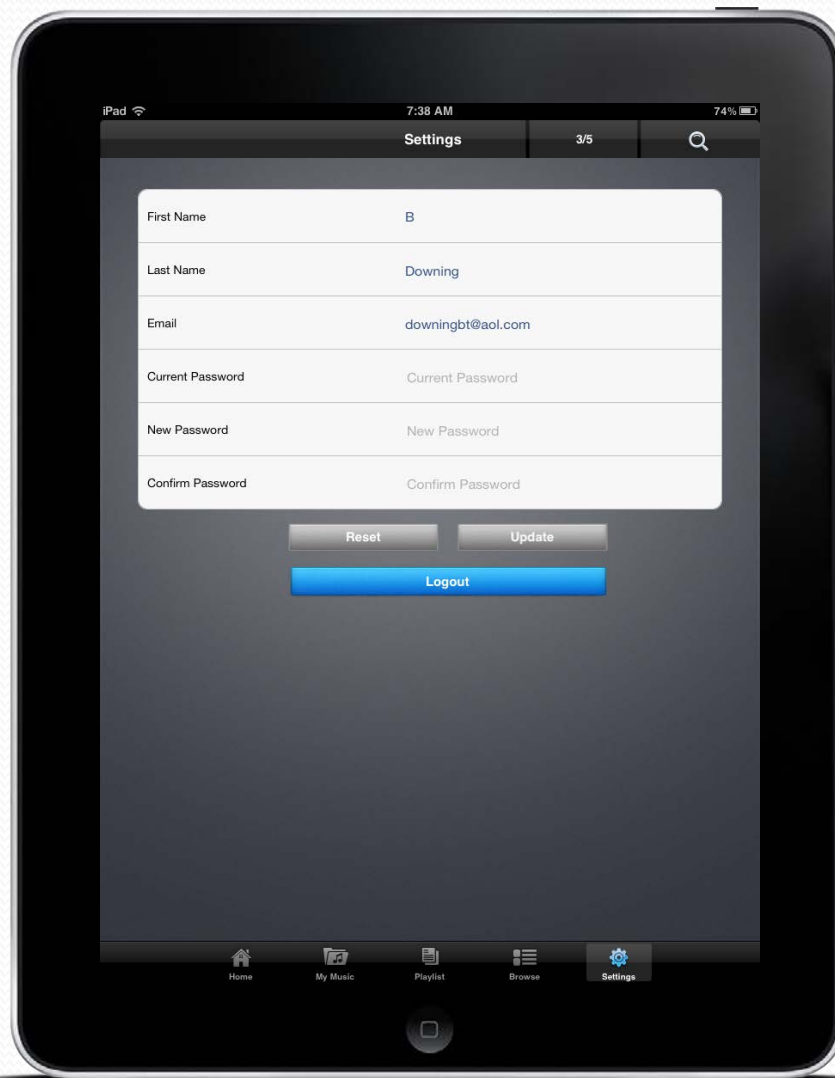 iPad 7:38 AM 74%
Settings 3/5
First Name B
Last Name Downing
Email downingbt@aol.com
Current Password Current Password
New Password New Password
Confirm Password Confirm Password
Reset Update
Logout
Home My Music Playlist Browse Settings